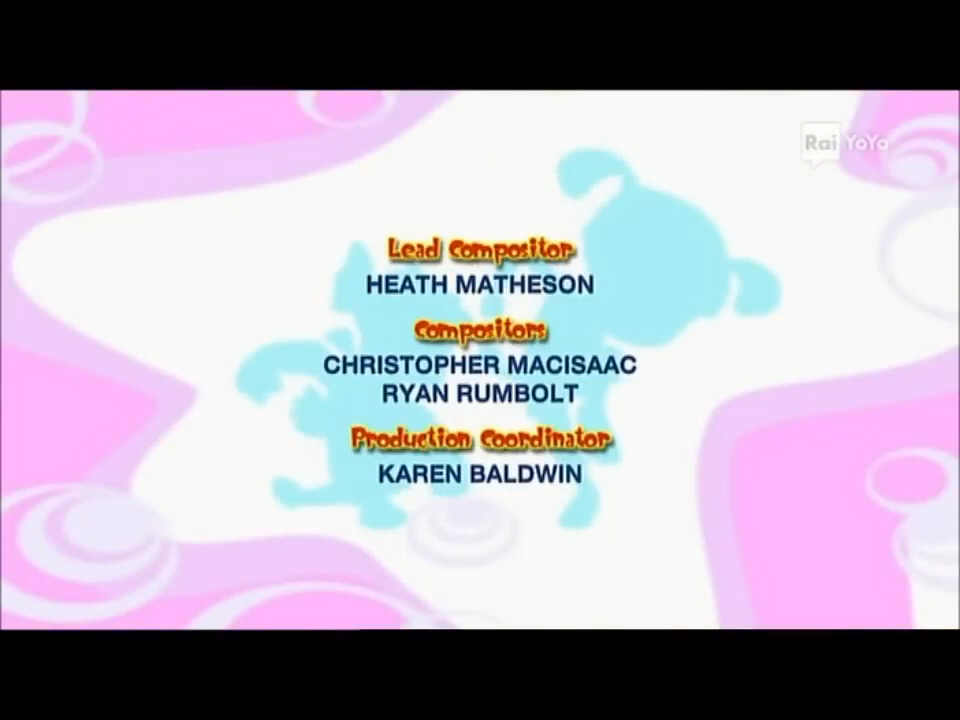 Rai YoYo
Lead Compositor
HEATH MATHESON
Compositors
CHRISTOPHER MACISAAC
RYAN RUMBOLT
Production Coordinator
KAREN BALDWIN